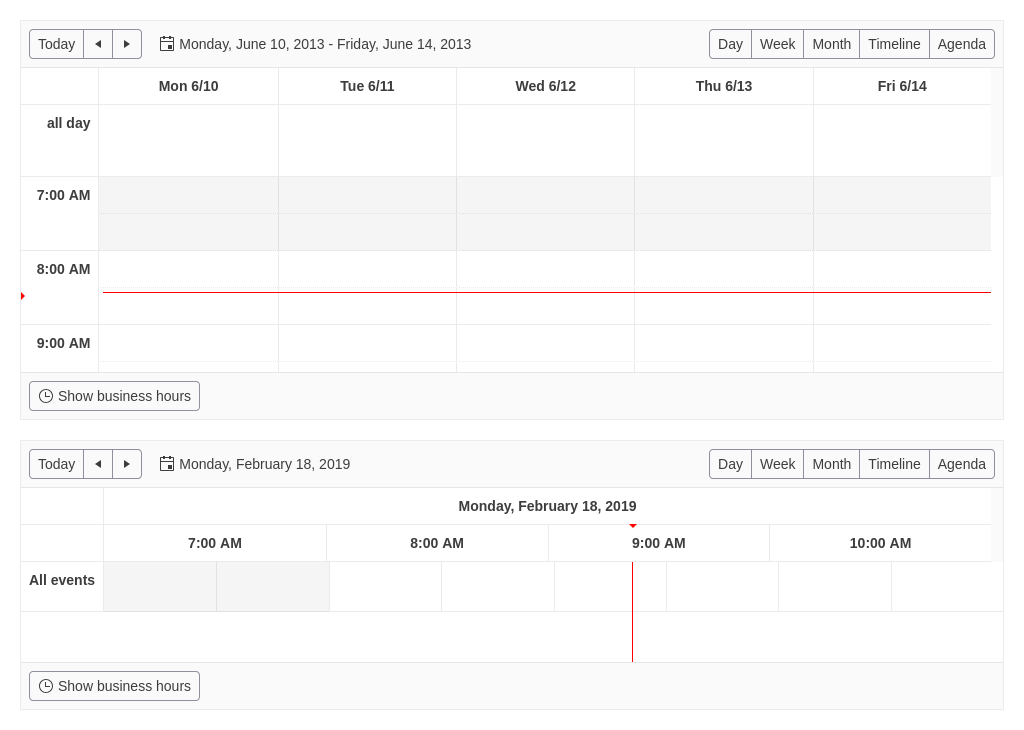 Today Monday, June 10, 2013 - Friday, June 14, 2013 Day Week Month Timeline Agenda
Mon 6/10 Tue 6/11 Wed 6/12 Thu 6/13 Fri 6/14
all day
7:00 AM
8:00 AM
9:00 AM
Show business hours
Today Monday, February 18, 2019 Day Week Month Timeline Agenda
Monday, February 18, 2019
7:00 AM 8:00 AM 9:00 AM 10:00 AM
All events
Show business hours